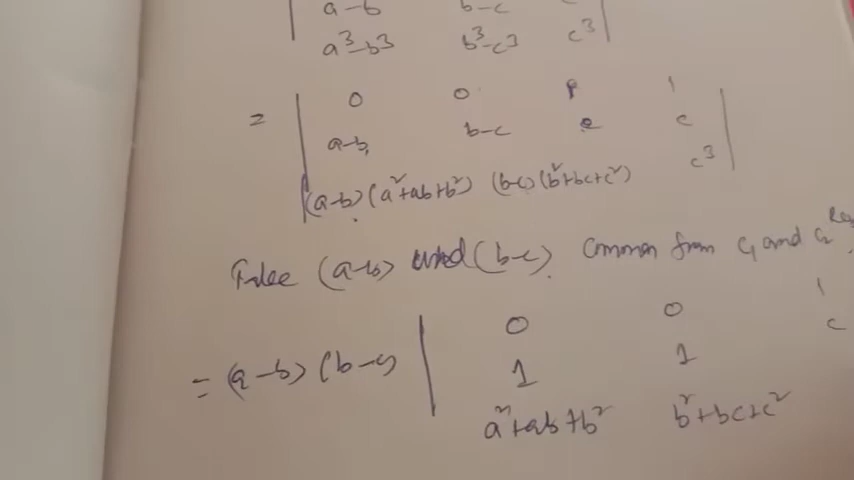 a-b b-c
a³-b³ b³-c³ c³
= 0 0 1
a-b, b-c c
(a-b)(a²+ab+b²) (b-c)(b²+bc+c²) c³
Take (a-b) and (b-c). Common from C₁ and C₂
= (a-b) (b-c) 0 0 1
1 1 c
a²+ab+b² b²+bc+c²